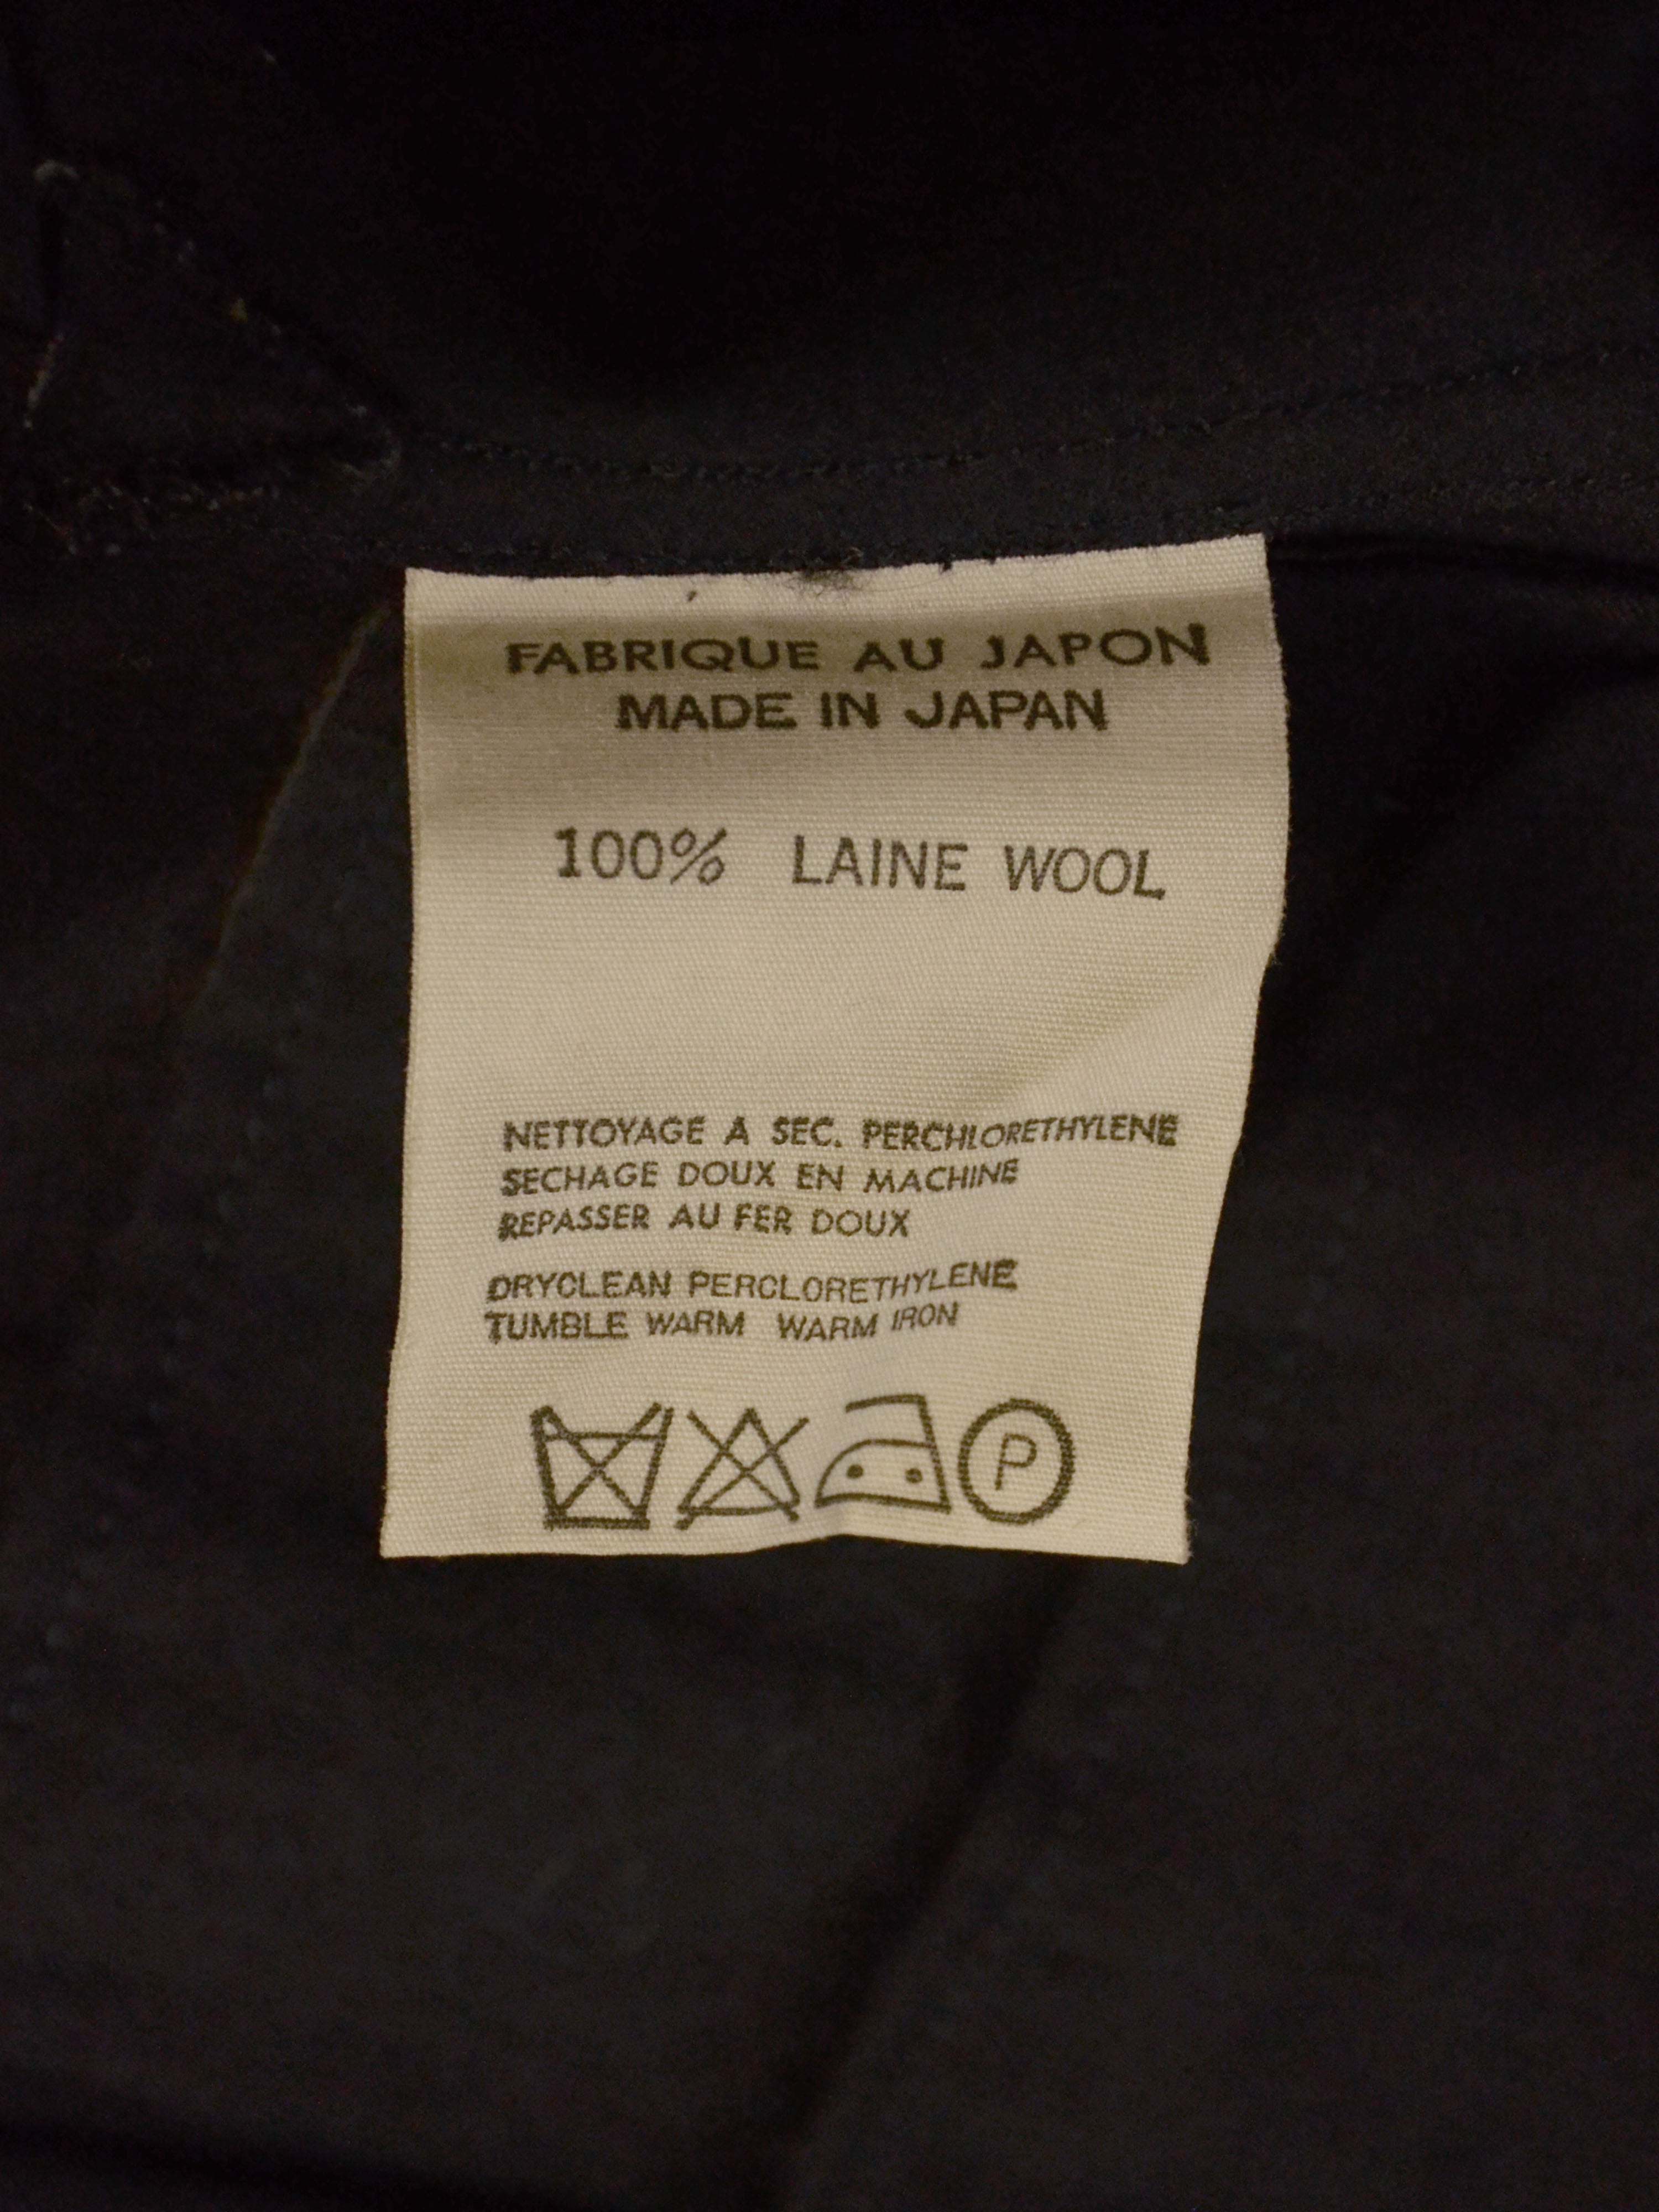 FABRIQUE AU JAPON
MADE IN JAPAN
100% LAINE WOOL
NETTOYAGE A SEC. PERCHLORETHYLENE
SECHAGE DOUX EN MACHINE
REPASSER AU FER DOUX
DRYCLEAN PERCLORETHYLENE
TUMBLE WARM WARM IRON
P